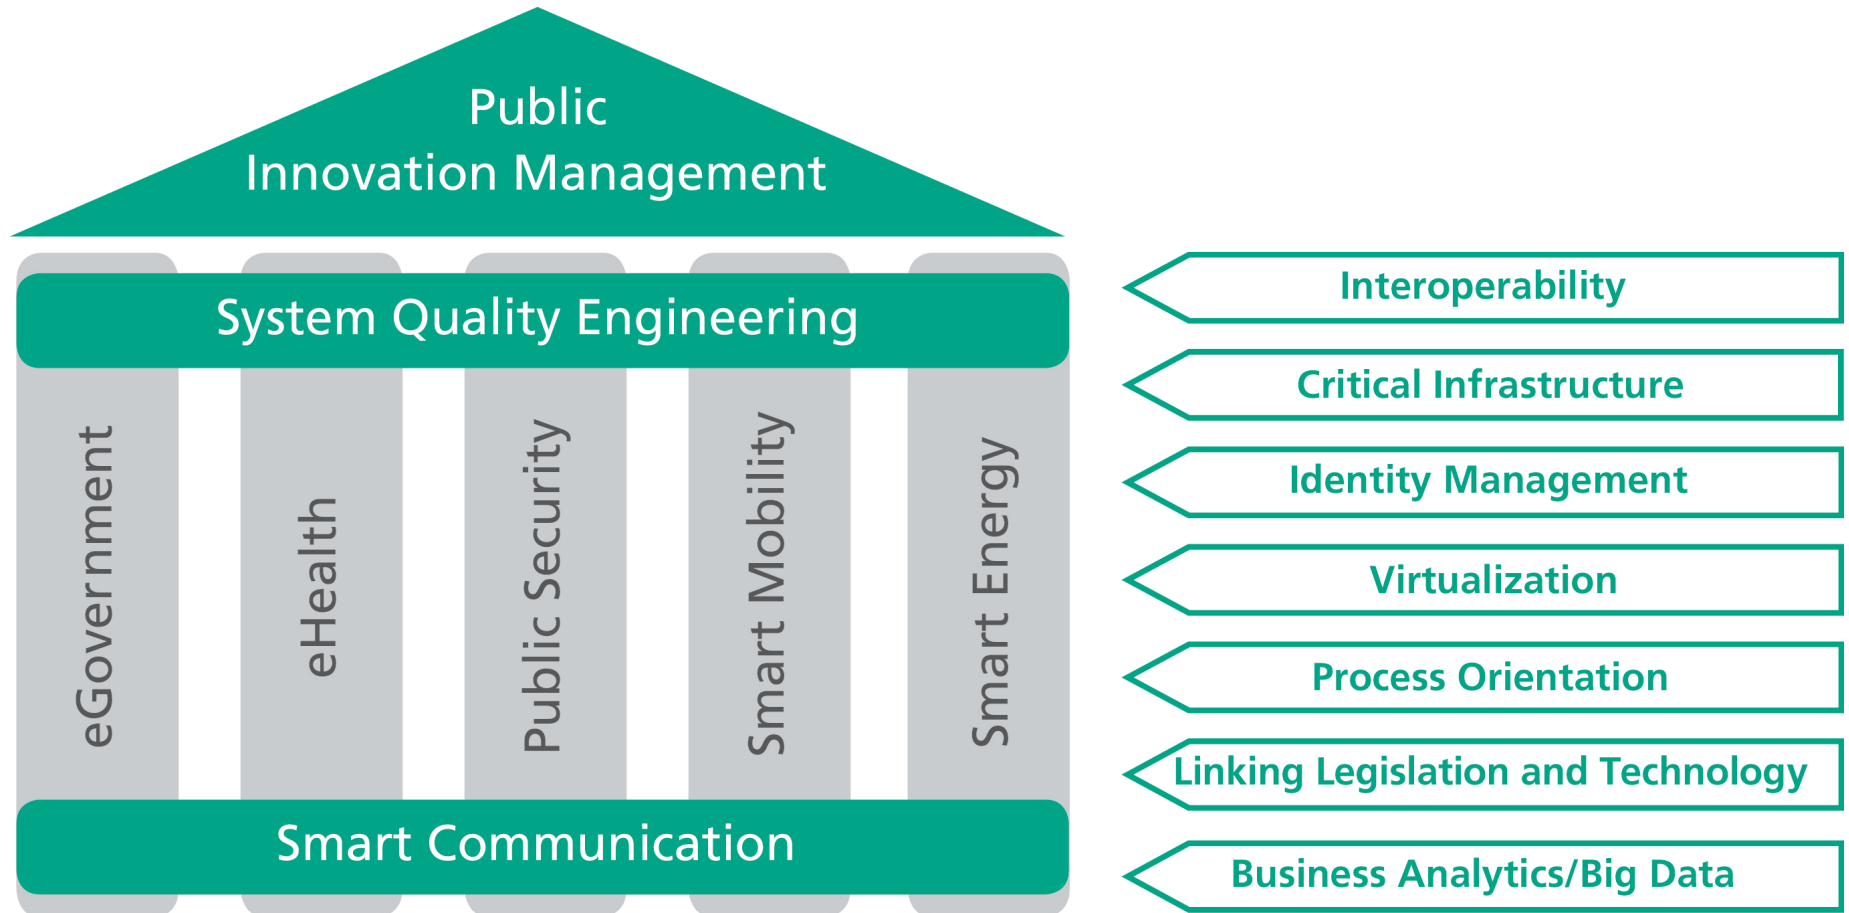 Public
Innovation Management
System Quality Engineering
eGovernment
eHealth
Public Security
Smart Mobility
Smart Energy
Smart Communication
Interoperability
Critical Infrastructure
Identity Management
Virtualization
Process Orientation
Linking Legislation and Technology
Business Analytics/Big Data